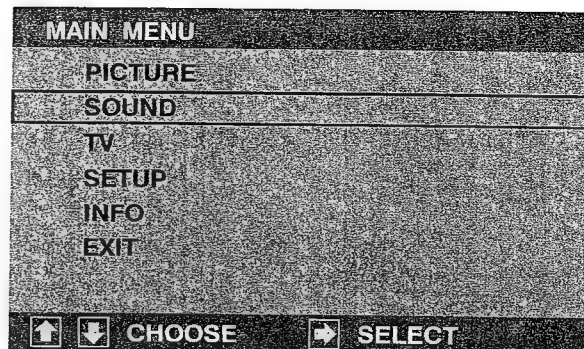 MAIN MENU
PICTURE
SOUND
TV
SETUP
INFO
EXIT
CHOOSE SELECT